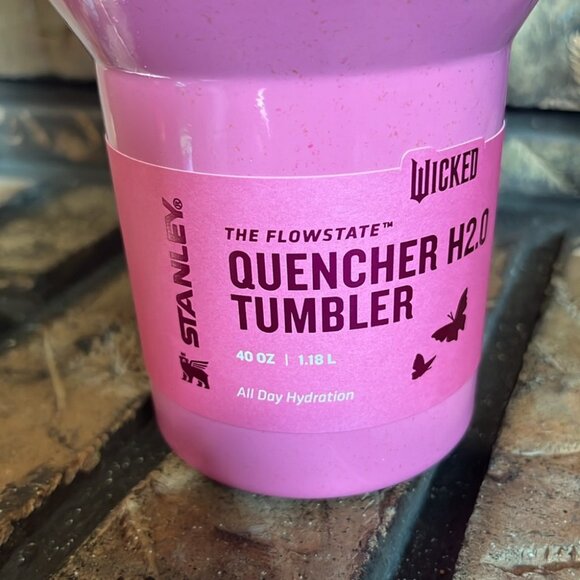 WICKED
STANLEY®
THE FLOWSTATE™
QUENCHER H2.0
TUMBLER
40 OZ | 1.18 L
All Day Hydration